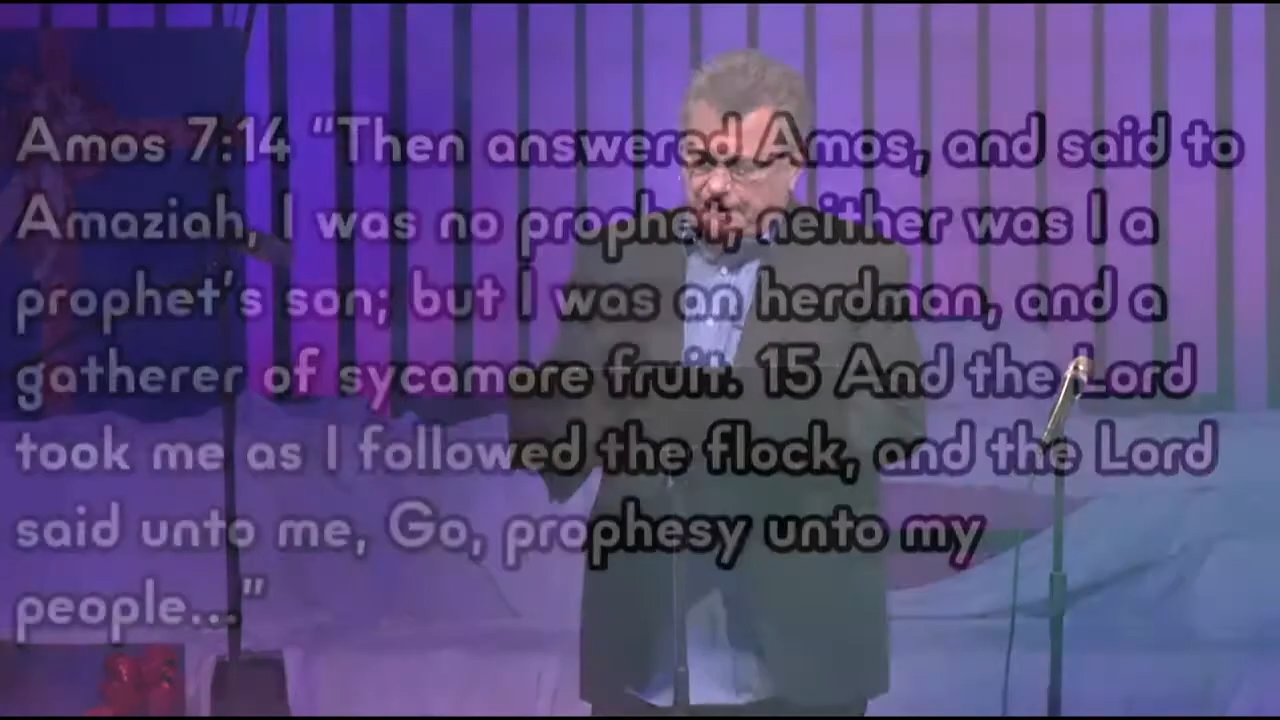 Amos 7:14 “Then answered Amos, and said to
Amaziah, I was no prophet, neither was I a
prophet’s son; but I was an herdman, and a
gatherer of sycamore fruit. 15 And the Lord
took me as I followed the flock, and the Lord
said unto me, Go, prophesy unto my
people...”